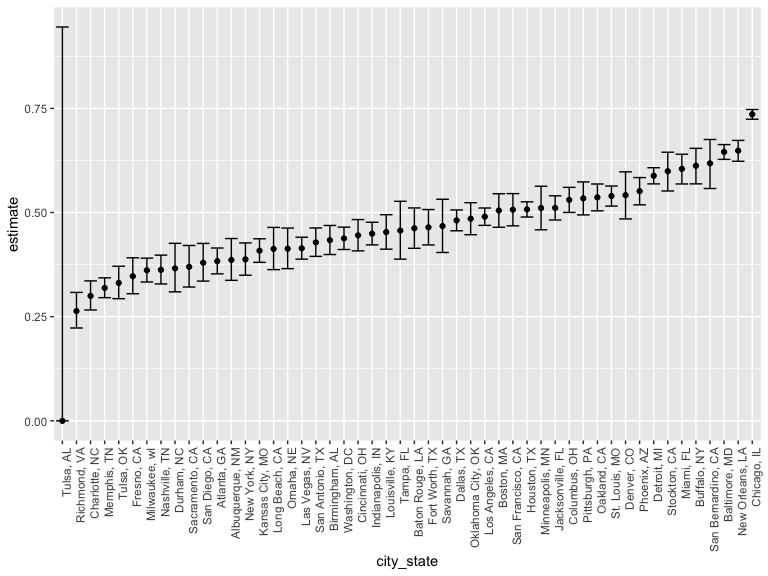 0.75
0.50
0.25
0.00
estimate
Tulsa, AL
Richmond, VA
Charlotte, NC
Memphis, TN
Tulsa, OK
Fresno, CA
Milwaukee, wI
Nashville, TN
Durham, NC
Sacramento, CA
San Diego, CA
Atlanta, GA
Albuquerque, NM
New York, NY
Kansas City, MO
Long Beach, CA
Omaha, NE
Las Vegas, NV
San Antonio, TX
Birmingham, AL
Washington, DC
Cincinnati, OH
Indianapolis, IN
Louisville, KY
Tampa, FL
Baton Rouge, LA
Fort Worth, TX
Savannah, GA
Dallas, TX
Oklahoma City, OK
Los Angeles, CA
Boston, MA
San Francisco, CA
Houston, TX
Minneapolis, MN
Jacksonville, FL
Columbus, OH
Pittsburgh, PA
Oakland, CA
St. Louis, MO
Denver, CO
Phoenix, AZ
Detroit, MI
Stockton, CA
Miami, FL
Buffalo, NY
San Bernardino, CA
Baltimore, MD
New Orleans, LA
Chicago, IL
city_state